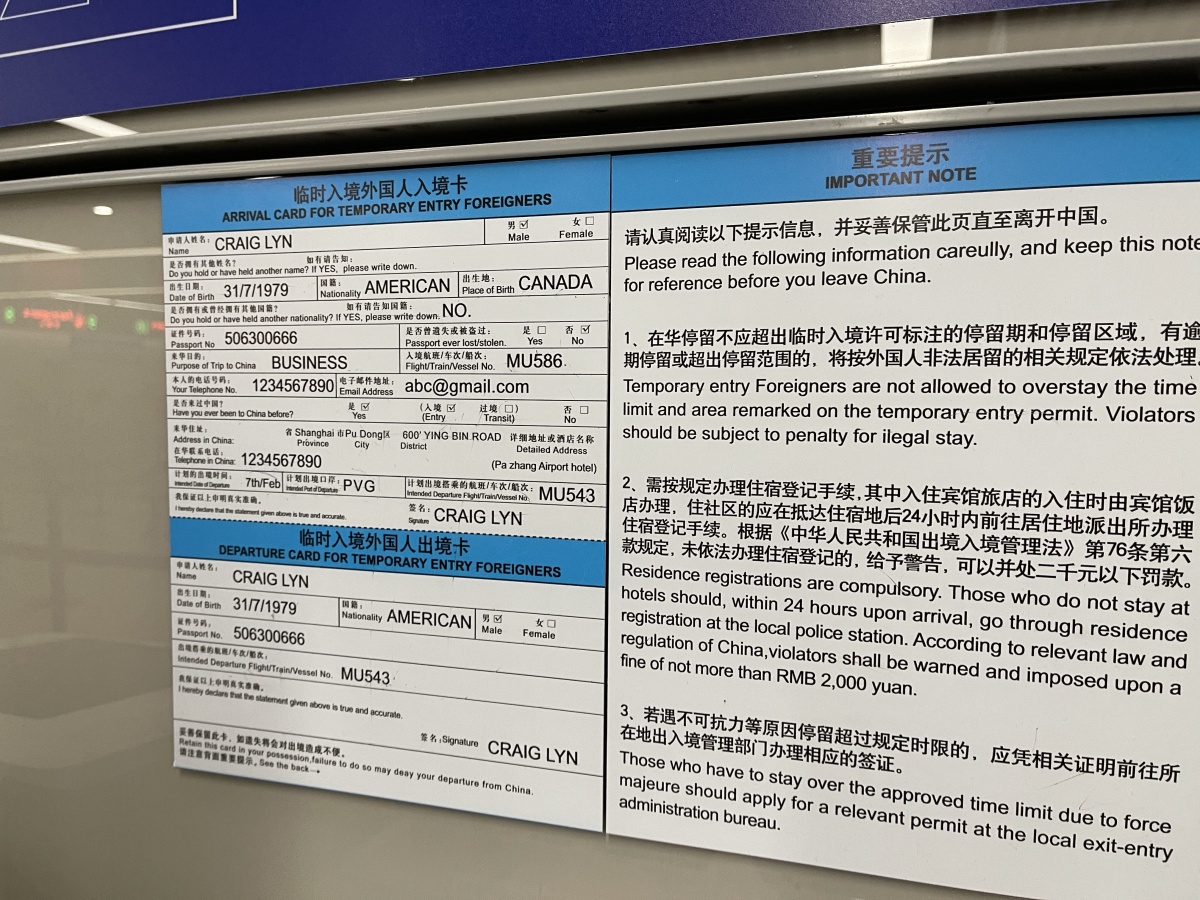 临时入境外国人入境卡
ARRIVAL CARD FOR TEMPORARY ENTRY FOREIGNERS
申请人姓名: CRAIG LYN 男 ☑ 女 ☐
Name Male Female
是否拥有其他姓名? 如有请告知:
Do you hold or have held another name? If YES, please write down.
出生日期: 31/7/1979 国籍: AMERICAN 出生地: CANADA
Date of Birth Nationality Place of Birth
是否拥有或曾经拥有其他国籍? 如有请告知国籍:
Do you hold or have held another nationality? If YES, please write down. NO.
证件号码: 506300666 是否曾遗失或被盗过: 是 ☐ 否 ☑
Passport No Passport ever lost/stolen. Yes No
来华目的: BUSINESS 入境航班/车次/船次: MU586
Purpose of Trip to China Flight/Train/Vessel No.
本人的电话号码: 1234567890 电子邮件地址: abc@gmail.com
Your Telephone No. Email Address
是否来过中国? 是 ☑ (入境 ☑ 过境 ☐) 否 ☐
Have you ever been to China before? Yes (Entry Transit) No
来华住址: 省 Shanghai 市 Pu Dong区 600' YING BIN ROAD 详细地址或酒店名称
Address in China: Province City District Detailed Address
在华联系电话:
Telephone in China: 1234567890 (Pa zhang Airport hotel)
计划的出境时间: 7th/Feb 计划出境口岸: PVG 计划出境搭乘的航班/车次/船次: MU543
Intended Date of Departure Intended Port of Departure Intended Departure Flight/Train/Vessel No.
我保证以上申明真实准确。 签名: CRAIG LYN
I hereby declare that the statement given above is true and accurate. Signature
临时入境外国人出境卡
DEPARTURE CARD FOR TEMPORARY ENTRY FOREIGNERS
申请人姓名: CRAIG LYN
Name
出生日期: 31/7/1979 国籍: AMERICAN 男 ☑ 女 ☐
Date of Birth Nationality Male Female
证件号码: 506300666
Passport No.
出境搭乘的航班/车次/船次:
Intended Departure Flight/Train/Vessel No. MU543
我保证以上申明真实准确。
I hereby declare that the statement given above is true and accurate.
签名:Signature CRAIG LYN
妥善保留此卡, 如遗失将会对出境造成不便。
Retain this card in your possession,failure to do so may deay your departure from China.
请注意背面重要提示。See the back→
重要提示
IMPORTANT NOTE
请认真阅读以下提示信息，并妥善保管此页直至离开中国。
Please read the following information careully, and keep this note
for reference before you leave China.
1、在华停留不应超出临时入境许可标注的停留期和停留区域，有逾
期停留或超出停留范围的，将按外国人非法居留的相关规定依法处理。
Temporary entry Foreigners are not allowed to overstay the time
limit and area remarked on the temporary entry permit. Violators
should be subject to penalty for ilegal stay.
2、需按规定办理住宿登记手续,其中入住宾馆旅店的入住时由宾馆饭
店办理，住社区的应在抵达住宿地后24小时内前往居住地派出所办理
住宿登记手续。根据《中华人民共和国出境入境管理法》第76条第六
款规定，未依法办理住宿登记的，给予警告，可以并处二千元以下罚款。
Residence registrations are compulsory. Those who do not stay at
hotels should, within 24 hours upon arrival, go through residence
registration at the local police station. According to relevant law and
regulation of China,violators shall be warned and imposed upon a
fine of not more than RMB 2,000 yuan.
3、若遇不可抗力等原因停留超过规定时限的，应凭相关证明前往所
在地出入境管理部门办理相应的签证。
Those who have to stay over the approved time limit due to force
majeure should apply for a relevant permit at the local exit-entry
administration bureau.